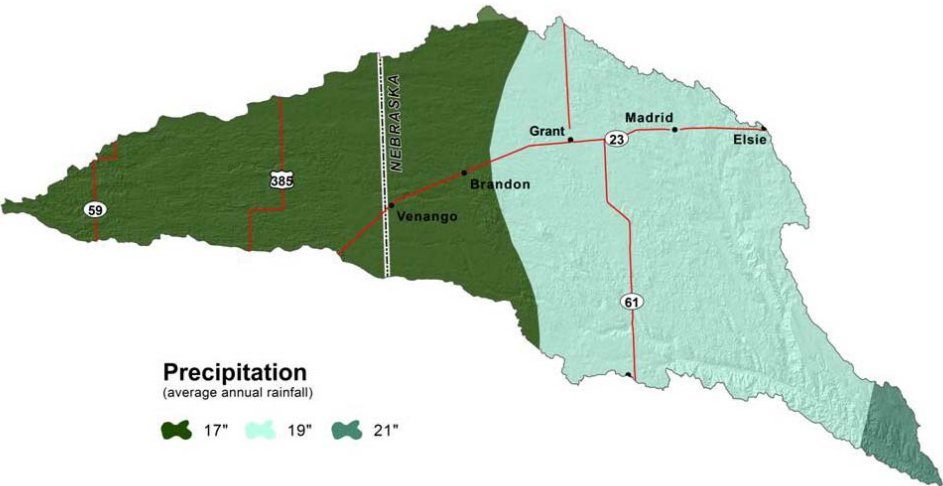 NEBRASKA
Madrid
Grant
23
Elsie
385
Brandon
59
Venango
61
Precipitation
(average annual rainfall)
17" 19" 21"